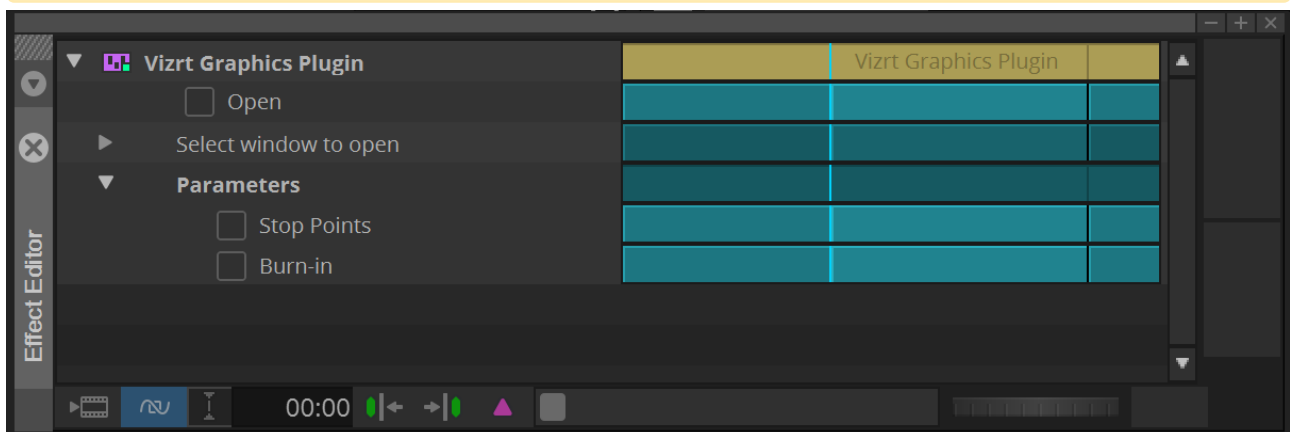 Vizrt Graphics Plugin
Vizrt Graphics Plugin
Open
Select window to open
Parameters
Stop Points
Burn-in
Effect Editor
00:00